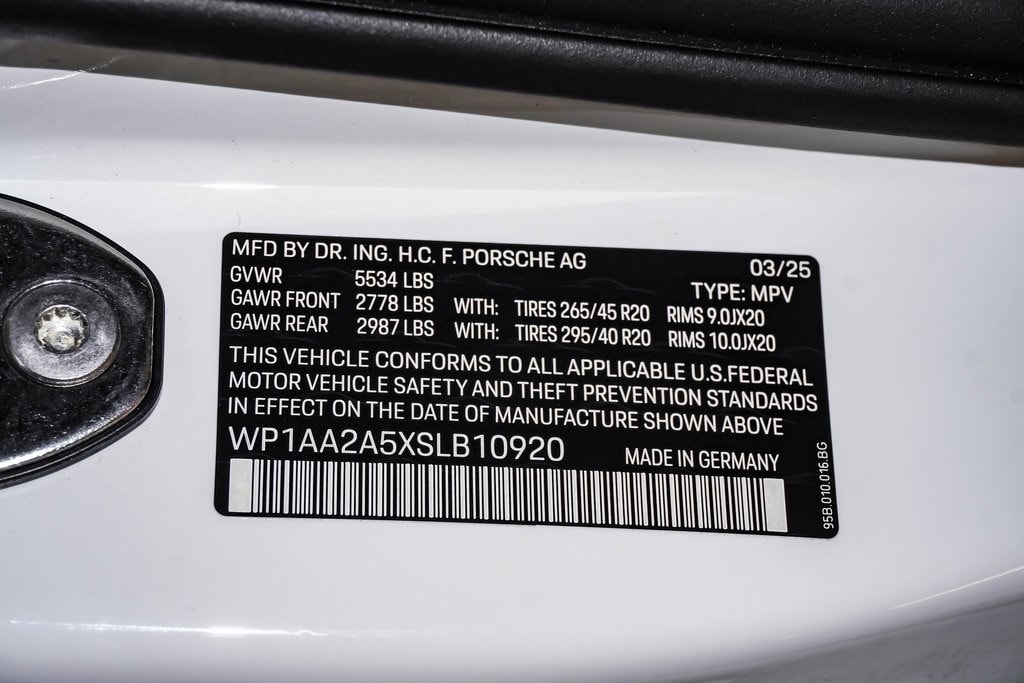 MFD BY DR. ING. H.C. F. PORSCHE AG 03/25
GVWR 5534 LBS TYPE: MPV
GAWR FRONT 2778 LBS WITH: TIRES 265/45 R20 RIMS 9.0JX20
GAWR REAR 2987 LBS WITH: TIRES 295/40 R20 RIMS 10.0JX20
THIS VEHICLE CONFORMS TO ALL APPLICABLE U.S.FEDERAL
MOTOR VEHICLE SAFETY AND THEFT PREVENTION STANDARDS
IN EFFECT ON THE DATE OF MANUFACTURE SHOWN ABOVE
WP1AA2A5XSLB10920 MADE IN GERMANY
95B.010.016.BG